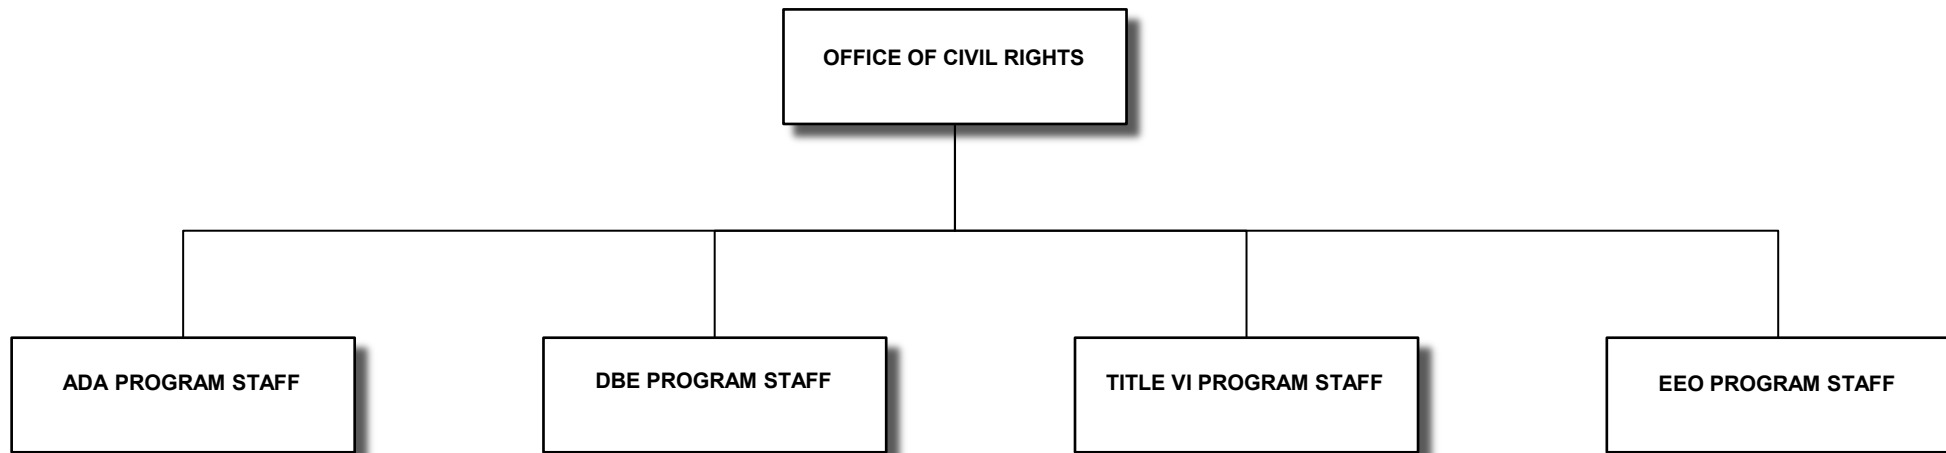 OFFICE OF CIVIL RIGHTS
ADA PROGRAM STAFF
DBE PROGRAM STAFF
TITLE VI PROGRAM STAFF
EEO PROGRAM STAFF